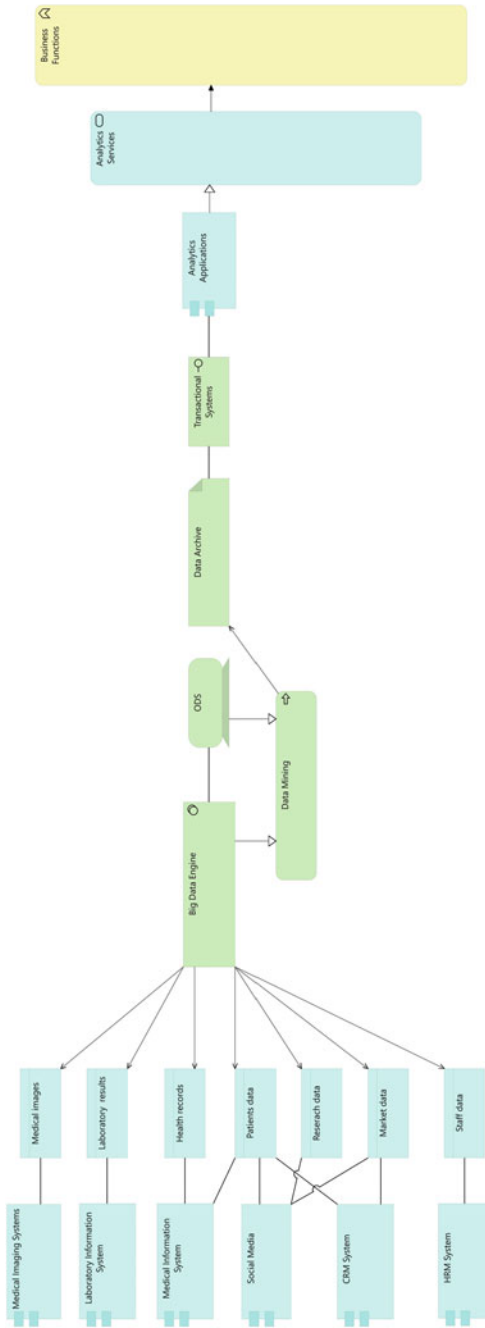 Business
Functions
Analytics
Services
Analytics
Applications
Transactional
Systems
Data Archive
ODS
Data Mining
Big Data Engine
Medical images
Laboratory results
Health records
Patients data
Reserach data
Market data
Staff data
Medical Imaging Systems
Laboratory Information
System
Medical Information
System
Social Media
CRM System
HRM System